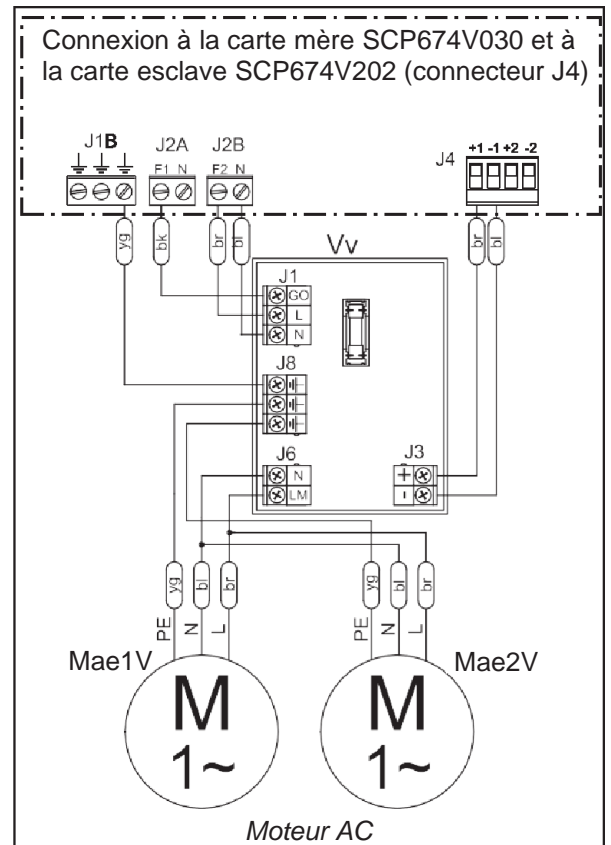 Connexion à la carte mère SCP674V030 et à
la carte esclave SCP674V202 (connecteur J4)
J1B J2A J2B
F1 N F2 N
J4 +1 -1 +2 -2
yg bk br bl br bl
Vv
J1
GO
L
N
J8
J6 J3
N +
LM -
yg bl br yg bl br
PE N L PE N L
Mae1V Mae2V
M M
1~ 1~
Moteur AC